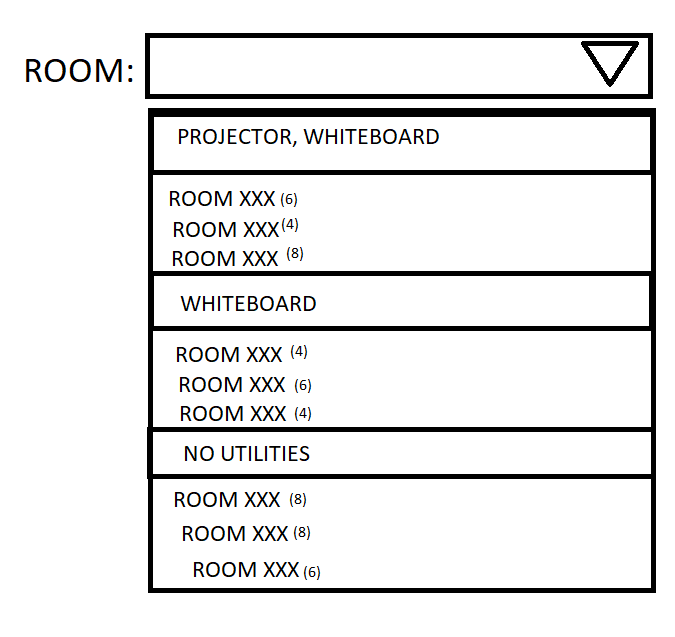 ROOM:
PROJECTOR, WHITEBOARD
ROOM XXX (6)
ROOM XXX (4)
ROOM XXX (8)
WHITEBOARD
ROOM XXX (4)
ROOM XXX (6)
ROOM XXX (4)
NO UTILITIES
ROOM XXX (8)
ROOM XXX (8)
ROOM XXX (6)